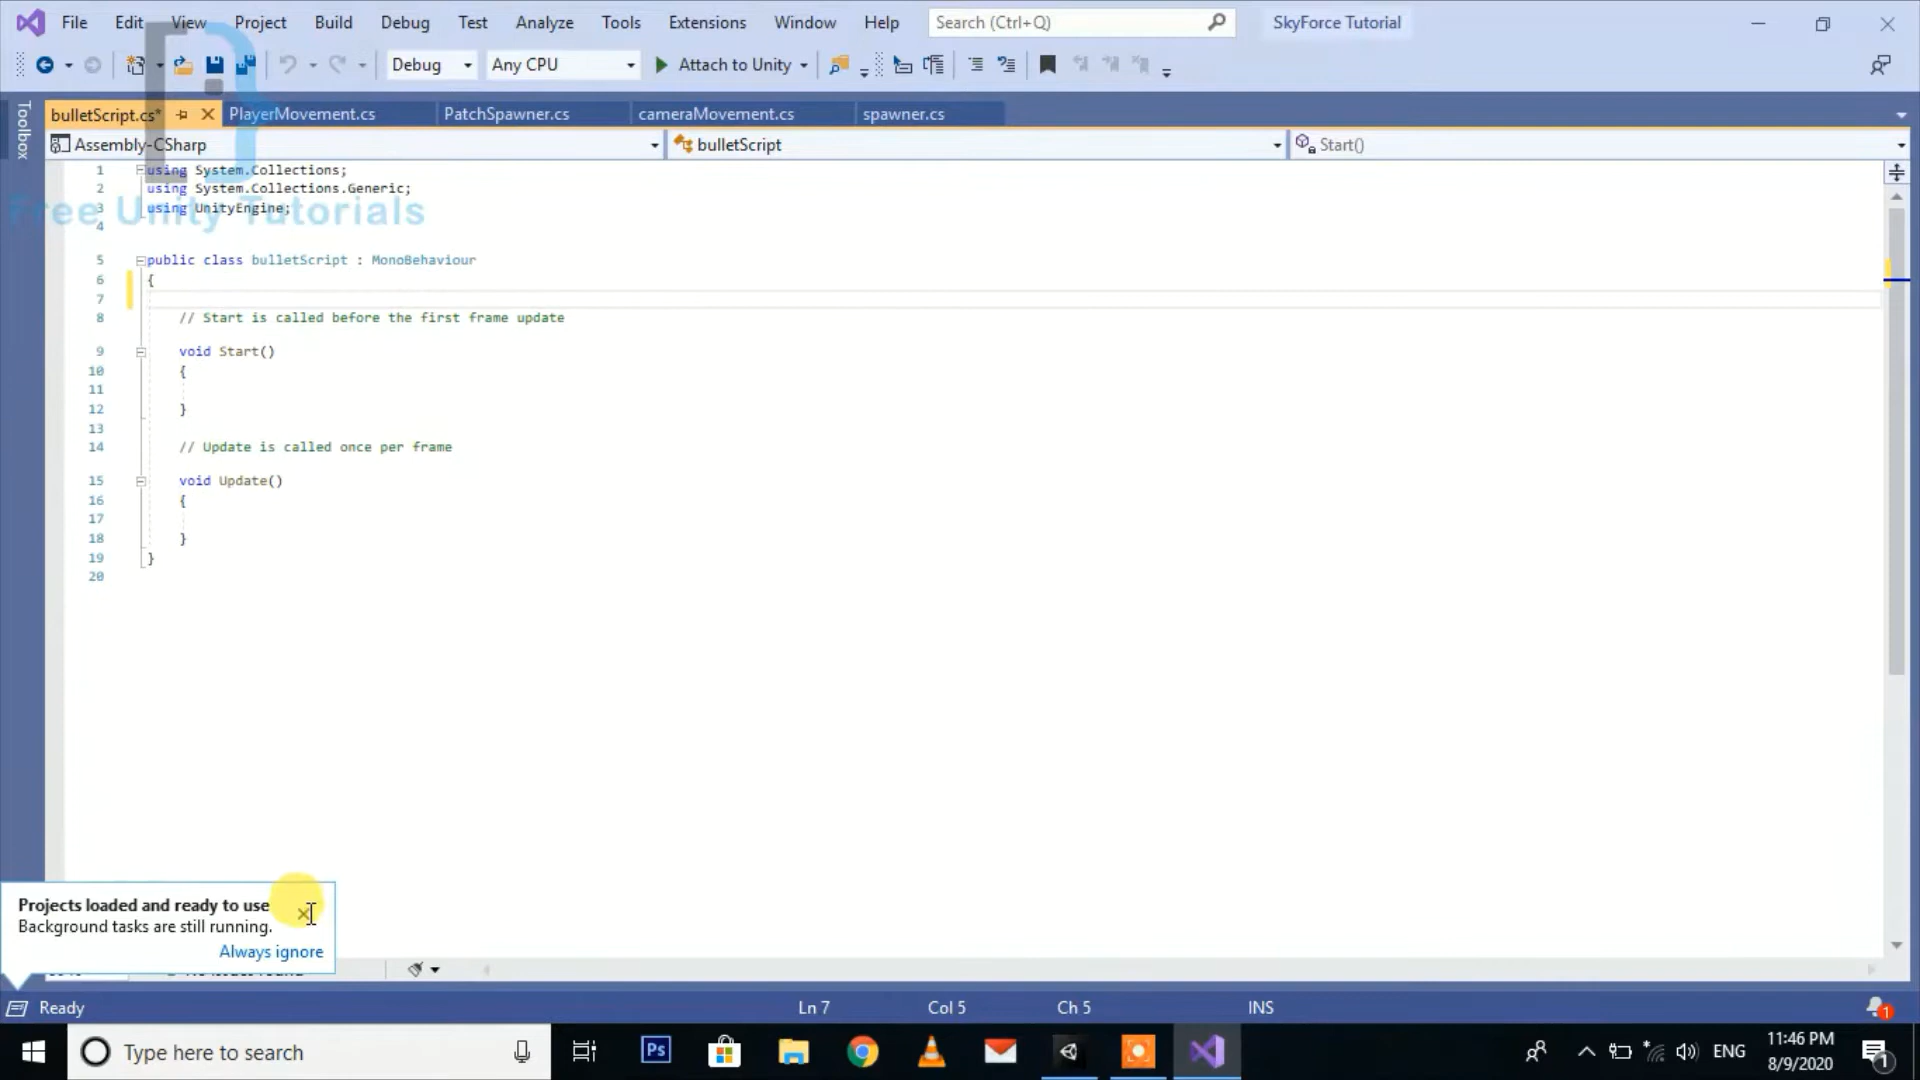 File Edit View Project Build Debug Test Analyze Tools Extensions Window Help Search (Ctrl+Q) SkyForce Tutorial
Debug Any CPU Attach to Unity
Toolbox
bulletScript.cs* PlayerMovement.cs PatchSpawner.cs cameraMovement.cs spawner.cs
Assembly-CSharp bulletScript Start()
1 using System.Collections;
2 using System.Collections.Generic;
3 using UnityEngine;
Free Unity Tutorials
4
5 public class bulletScript : MonoBehaviour
6 {
7
8 // Start is called before the first frame update
9 void Start()
10 {
11
12 }
13
14 // Update is called once per frame
15 void Update()
16 {
17
18 }
19 }
20
Projects loaded and ready to use
Background tasks are still running.
Always ignore
Ready Ln 7 Col 5 Ch 5 INS 1
Type here to search Ps ENG 11:46 PM
8/9/2020 1